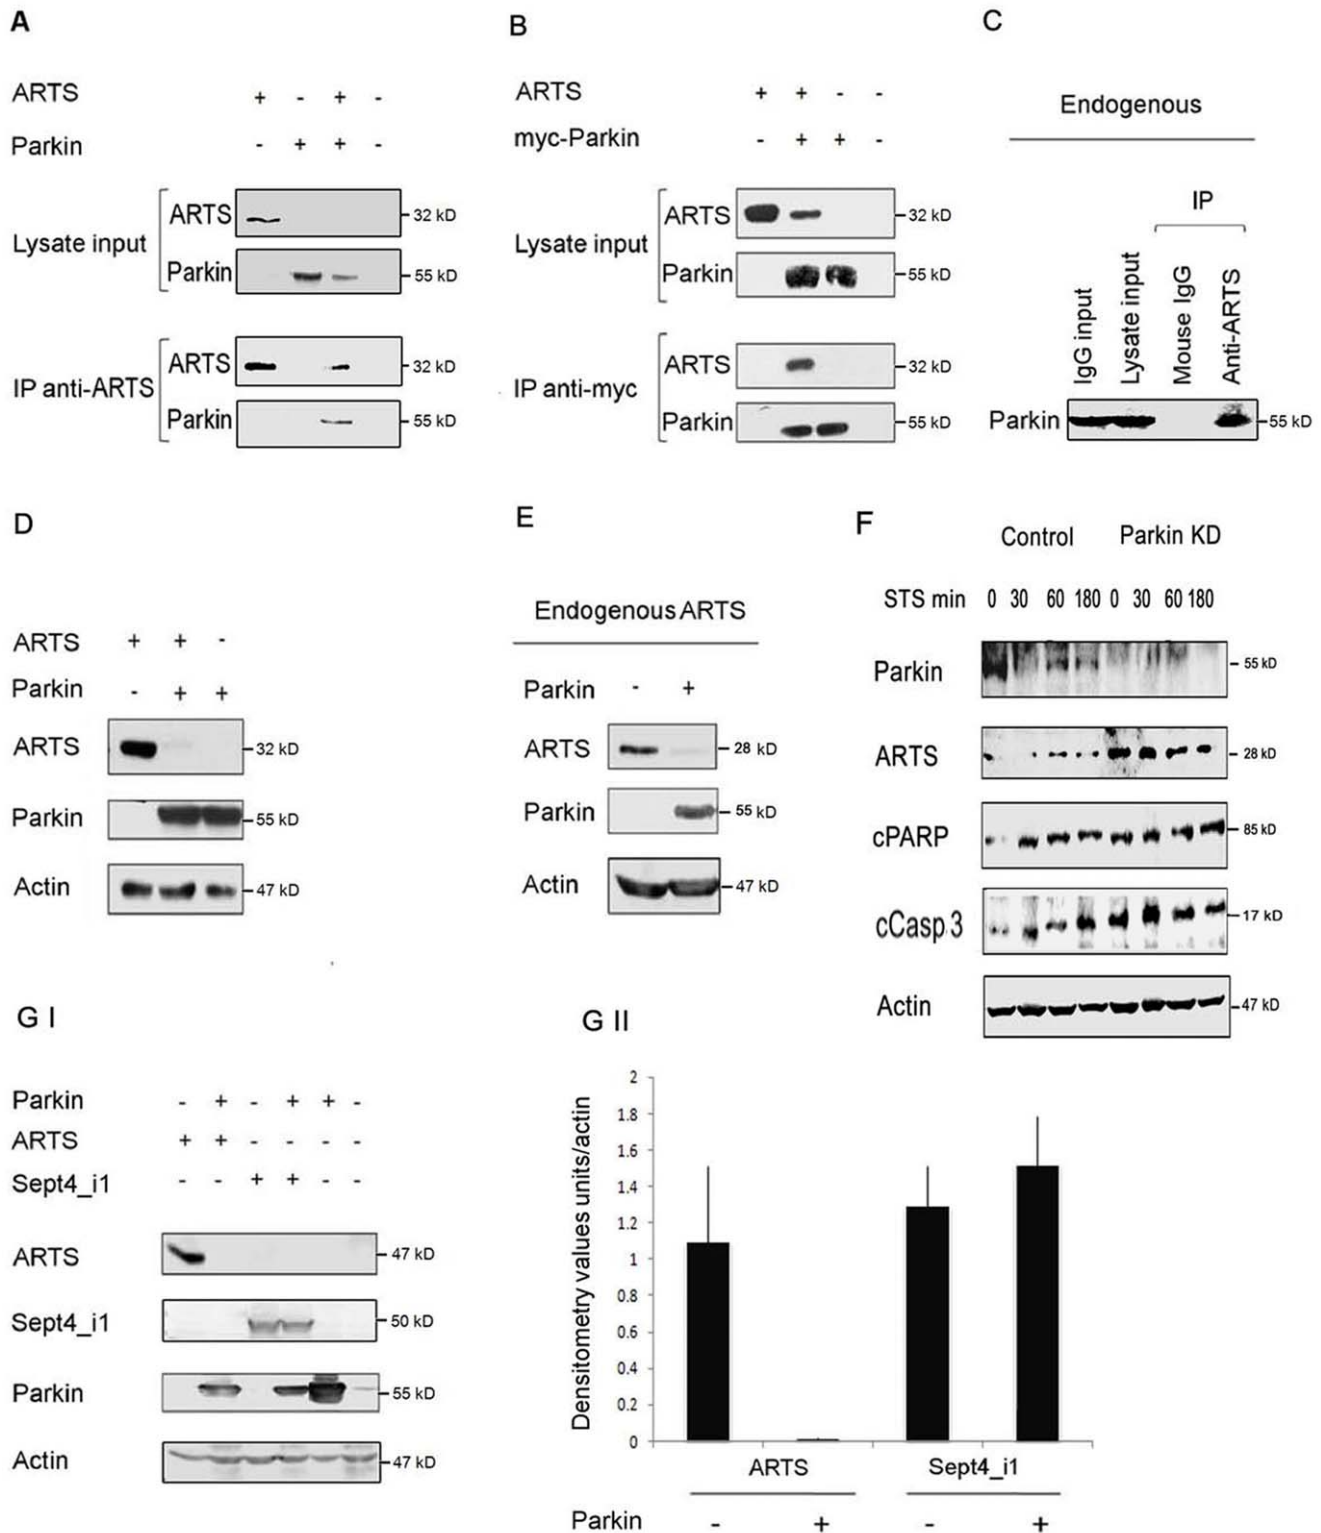 A
ARTS + - + -
Parkin - + + -
Lysate input
ARTS 32 kD
Parkin 55 kD
IP anti-ARTS
ARTS 32 kD
Parkin 55 kD
B
ARTS + + - -
myc-Parkin - + + -
Lysate input
ARTS 32 kD
Parkin 55 kD
IP anti-myc
ARTS 32 kD
Parkin 55 kD
C
Endogenous
IP
IgG input
Lysate input
Mouse IgG
Anti-ARTS
Parkin 55 kD
D
ARTS + + -
Parkin - + +
ARTS 32 kD
Parkin 55 kD
Actin 47 kD
E
Endogenous ARTS
Parkin - +
ARTS 28 kD
Parkin 55 kD
Actin 47 kD
F
Control Parkin KD
STS min 0 30 60 180 0 30 60 180
Parkin 55 kD
ARTS 28 kD
cPARP 85 kD
cCasp 3 17 kD
Actin 47 kD
G I
Parkin - + - + + -
ARTS + + - - - -
Sept4_i1 - - + + - -
ARTS 47 kD
Sept4_i1 50 kD
Parkin 55 kD
Actin 47 kD
G II
Densitometry values units/actin
2
1.8
1.6
1.4
1.2
1
0.8
0.6
0.4
0.2
0
ARTS Sept4_i1
Parkin - + - +